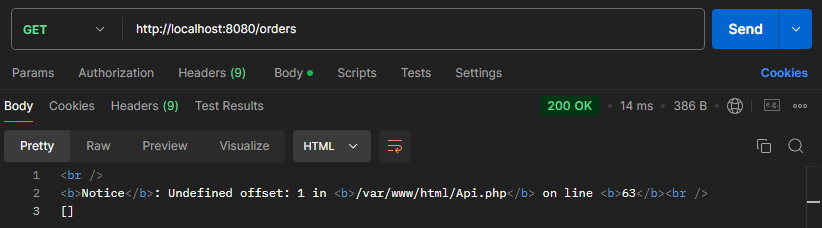 GET http://localhost:8080/orders Send
Params Authorization Headers (9) Body Scripts Tests Settings Cookies
Body Cookies Headers (9) Test Results 200 OK 14 ms 386 B e.g.
Pretty Raw Preview Visualize HTML
1 <br />
2 <b>Notice</b>: Undefined offset: 1 in <b>/var/www/html/Api.php</b> on line <b>63</b><br />
3 []